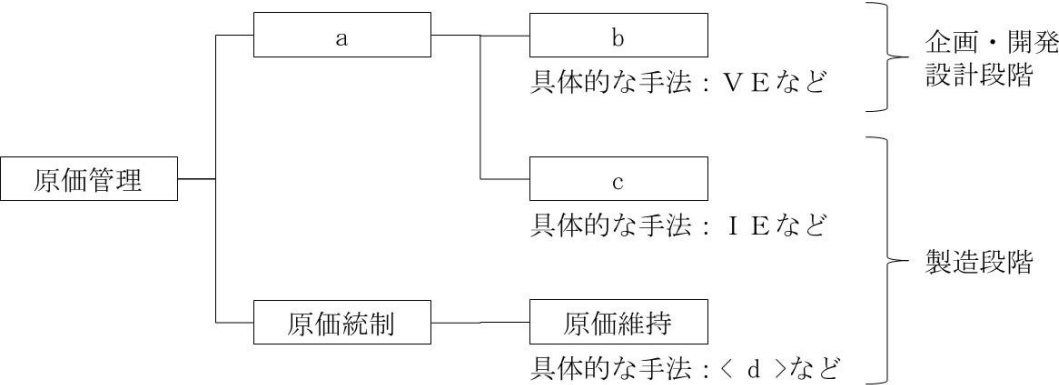 a
b
具体的な手法：ＶＥなど
企画・開発
設計段階
原価管理
c
具体的な手法：ＩＥなど
製造段階
原価統制
原価維持
具体的な手法：< d >など